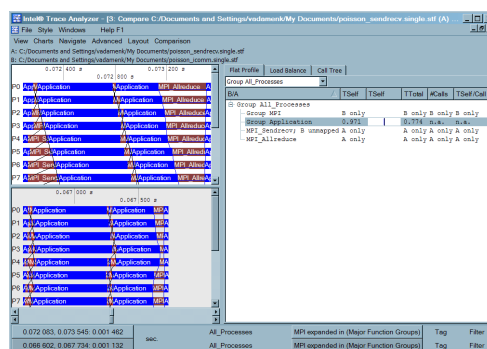 Intel® Trace Analyzer - [3: Compare C:/Documents and Settings/vadamenk/My Documents/poisson_sendrecv.single.stf (A) ...
File Style Windows Help F1
View Charts Navigate Advanced Layout Comparison
A: C:/Documents and Settings/vadamenk/My Documents/poisson_sendrecv.single.stf
B: C:/Documents and Settings/vadamenk/My Documents/poisson_icomm.single.stf
0.072 400 s 0.073 200 s
0.072 800 s
P0 Application Application MPI_Allreduce
P1 Application Application MPI_Allreduce
P2 Application Application MPI_Allreduce
P3 Application Application MPI_Allreduc
P4 Application Application
P5 Application Application
P6 Application Application
P7 Application Application
0.067 000 s
0.067 500 s
P0 Application Application
P1 Application Application
P2 Application Application
P3 Application Application
P4 Application Application
P5 Application Application
P6 Application Application
P7 Application Application
Flat Profile Load Balance Call Tree
Group All_Processes
B/A TSelf TSelf TTotal #Calls TSelf /Call
Group All_Processes
Group MPI B only B only B only B only
Group Application 0.971 0.774 n.a. n.a.
MPI_Sendrecv; B unmapped A only A only A only A only
MPI_Allreduce A only A only A only A only
0.072 083, 0.073 545: 0.001 462 sec. All_Processes MPI expanded in (Major Function Groups) Tag Filter
0.066 602, 0.067 734: 0.001 132 All_Processes MPI expanded in (Major Function Groups) Tag Filter